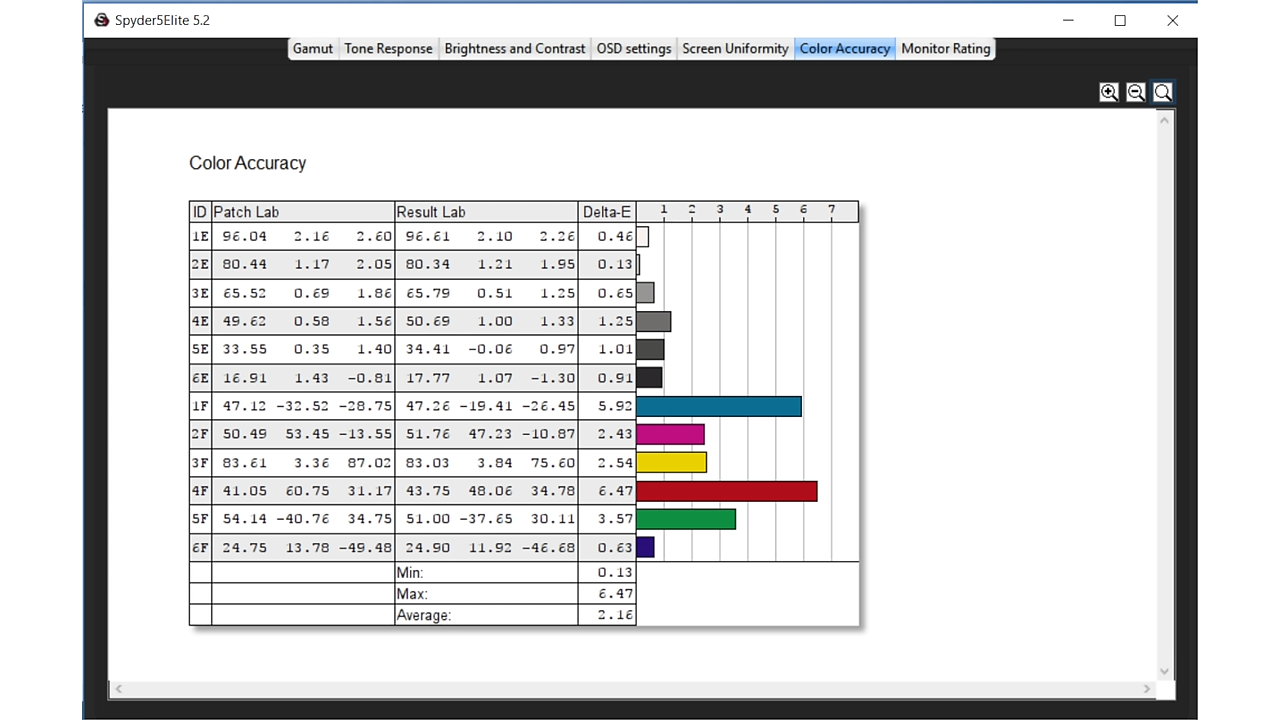 Spyder5Elite 5.2
Gamut Tone Response Brightness and Contrast OSD settings Screen Uniformity Color Accuracy Monitor Rating
Color Accuracy
ID Patch Lab Result Lab Delta-E 1 2 3 4 5 6 7
1E 96.04 2.16 2.60 96.61 2.10 2.26 0.46
2E 80.44 1.17 2.05 80.34 1.21 1.95 0.13
3E 65.52 0.69 1.86 65.79 0.51 1.25 0.65
4E 49.62 0.58 1.56 50.69 1.00 1.33 1.25
5E 33.55 0.35 1.40 34.41 -0.06 0.97 1.01
6E 16.91 1.43 -0.81 17.77 1.07 -1.30 0.91
1F 47.12 -32.52 -28.75 47.26 -19.41 -26.45 5.92
2F 50.49 53.45 -13.55 51.76 47.23 -10.87 2.43
3F 83.61 3.36 87.02 83.03 3.84 75.60 2.54
4F 41.05 60.75 31.17 43.75 48.06 34.78 6.47
5F 54.14 -40.76 34.75 51.00 -37.65 30.11 3.57
6F 24.75 13.78 -49.48 24.90 11.92 -46.68 0.63
Min: 0.13
Max: 6.47
Average: 2.16